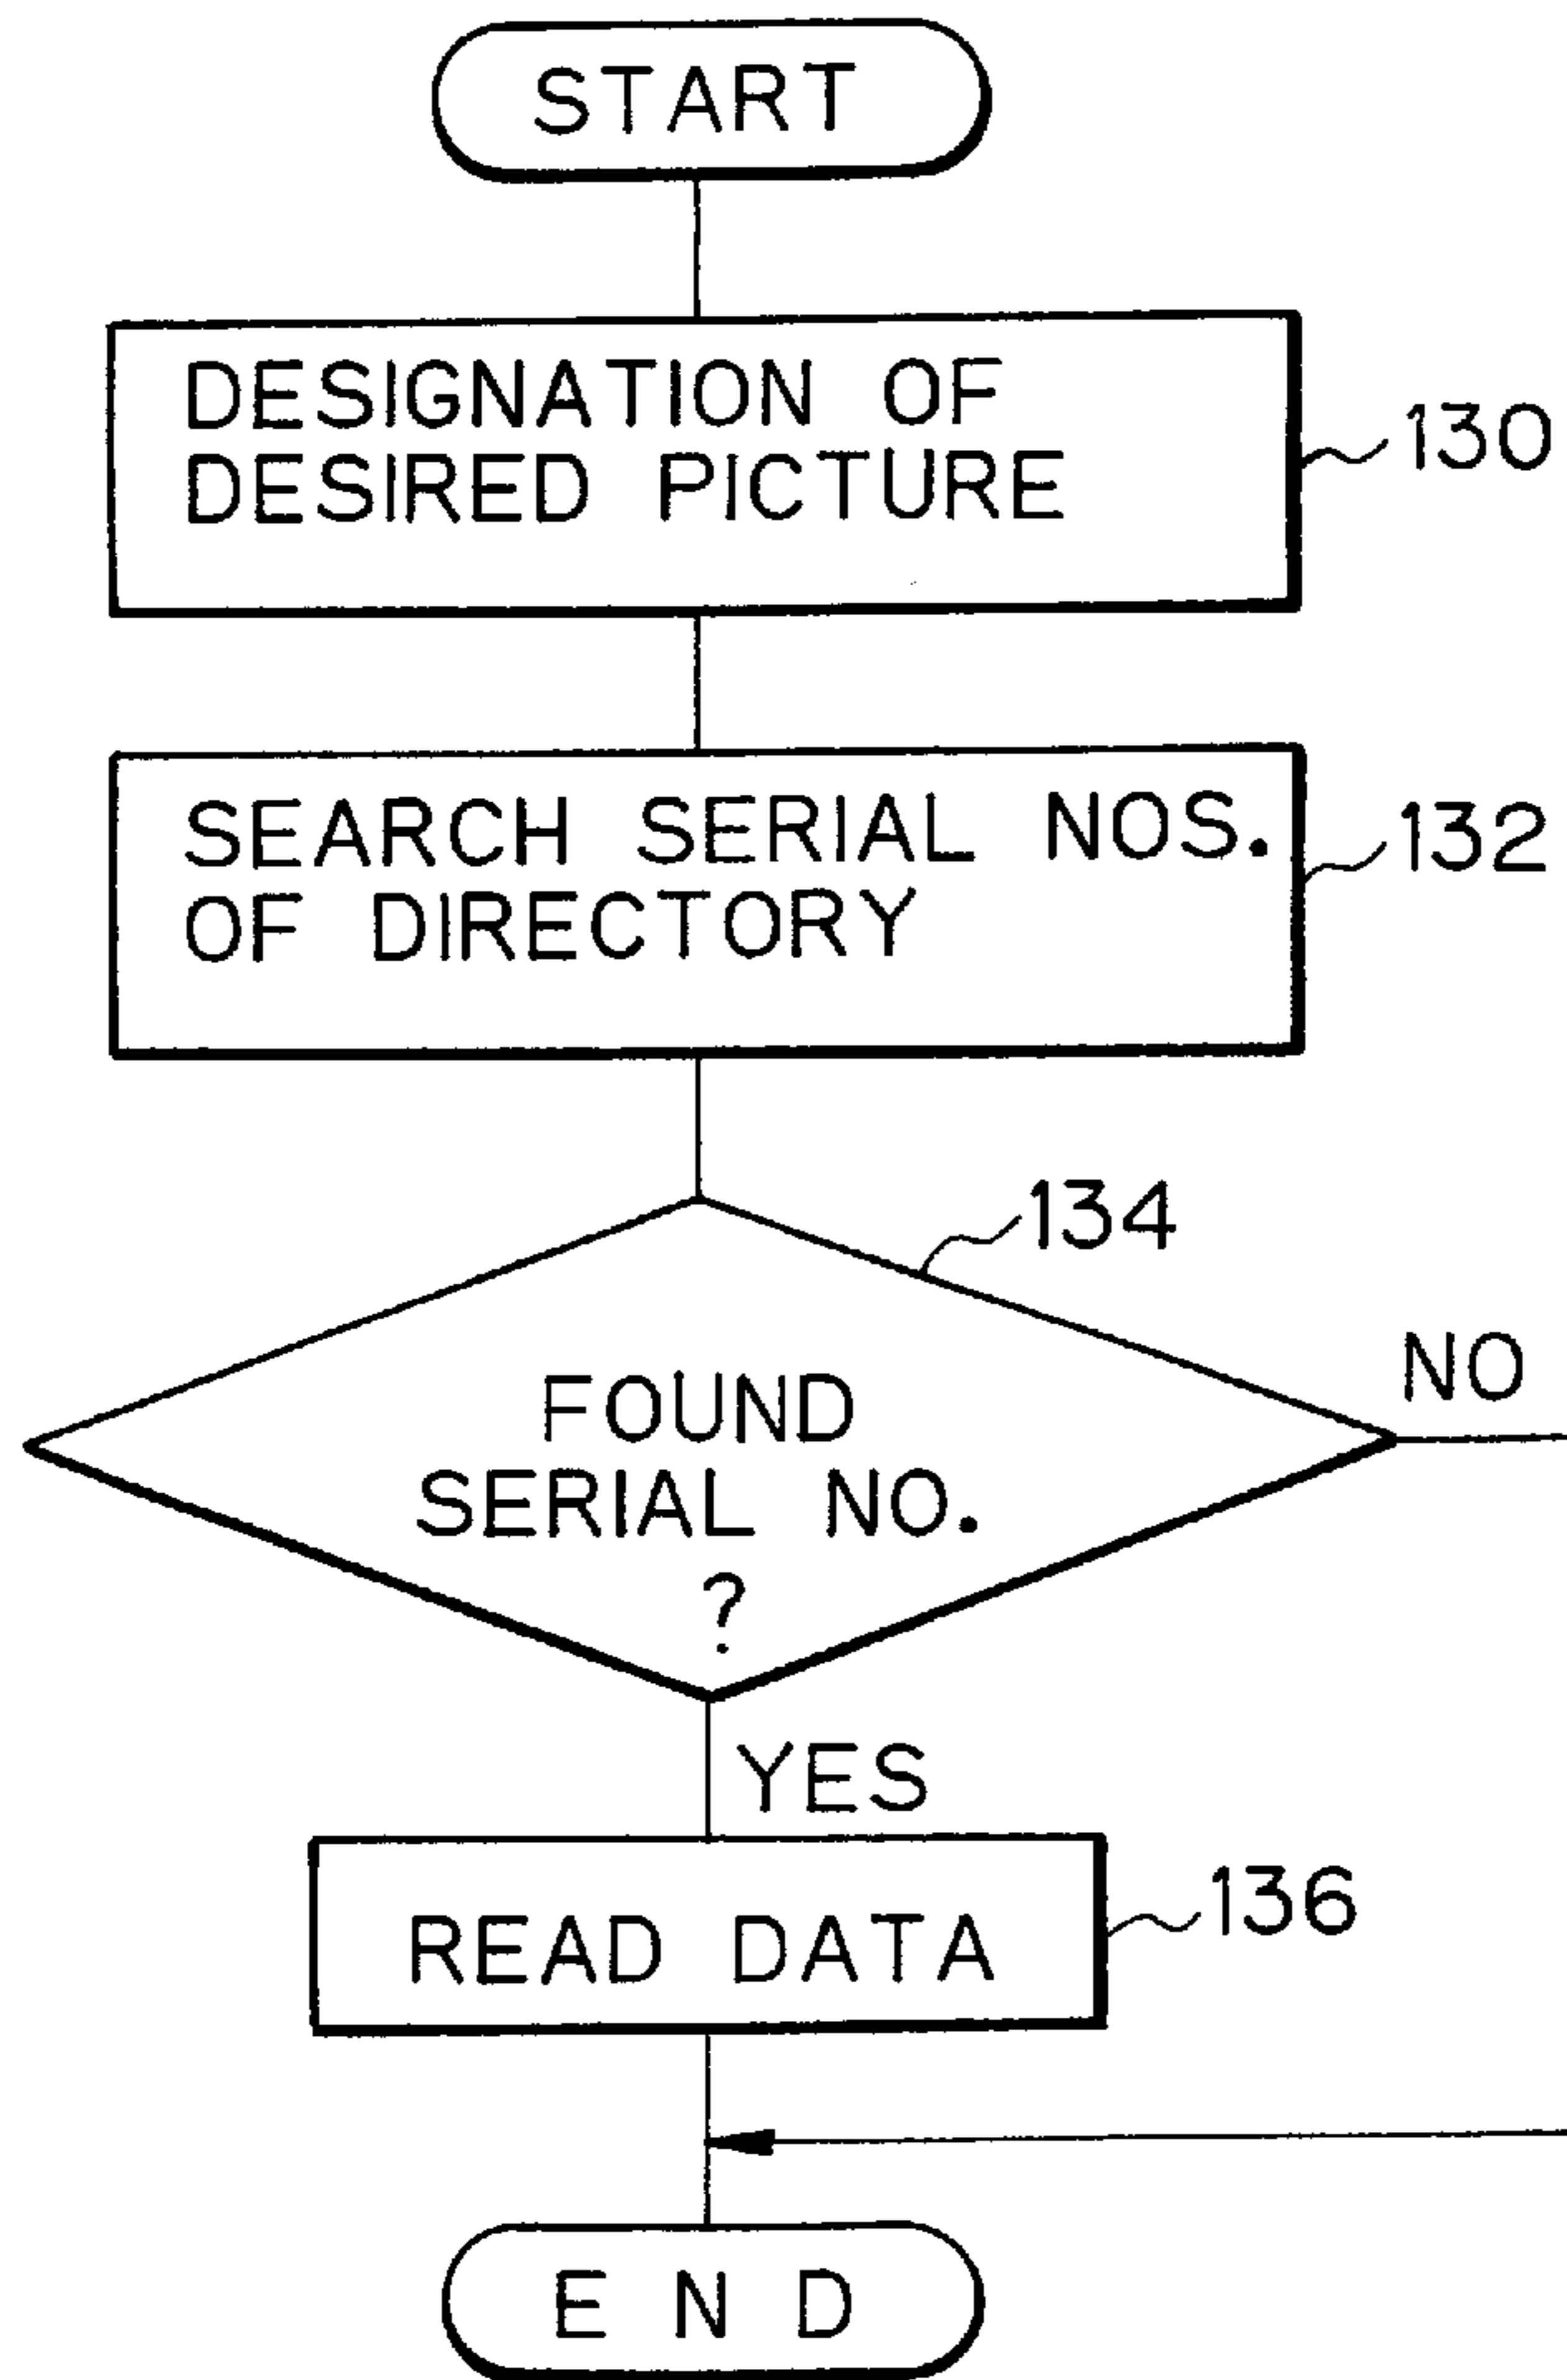 START
DESIGNATION OF
DESIRED PICTURE
130
SEARCH SERIAL NOS.
OF DIRECTORY
132
134
FOUND
SERIAL NO.
?
NO
YES
READ DATA
136
END